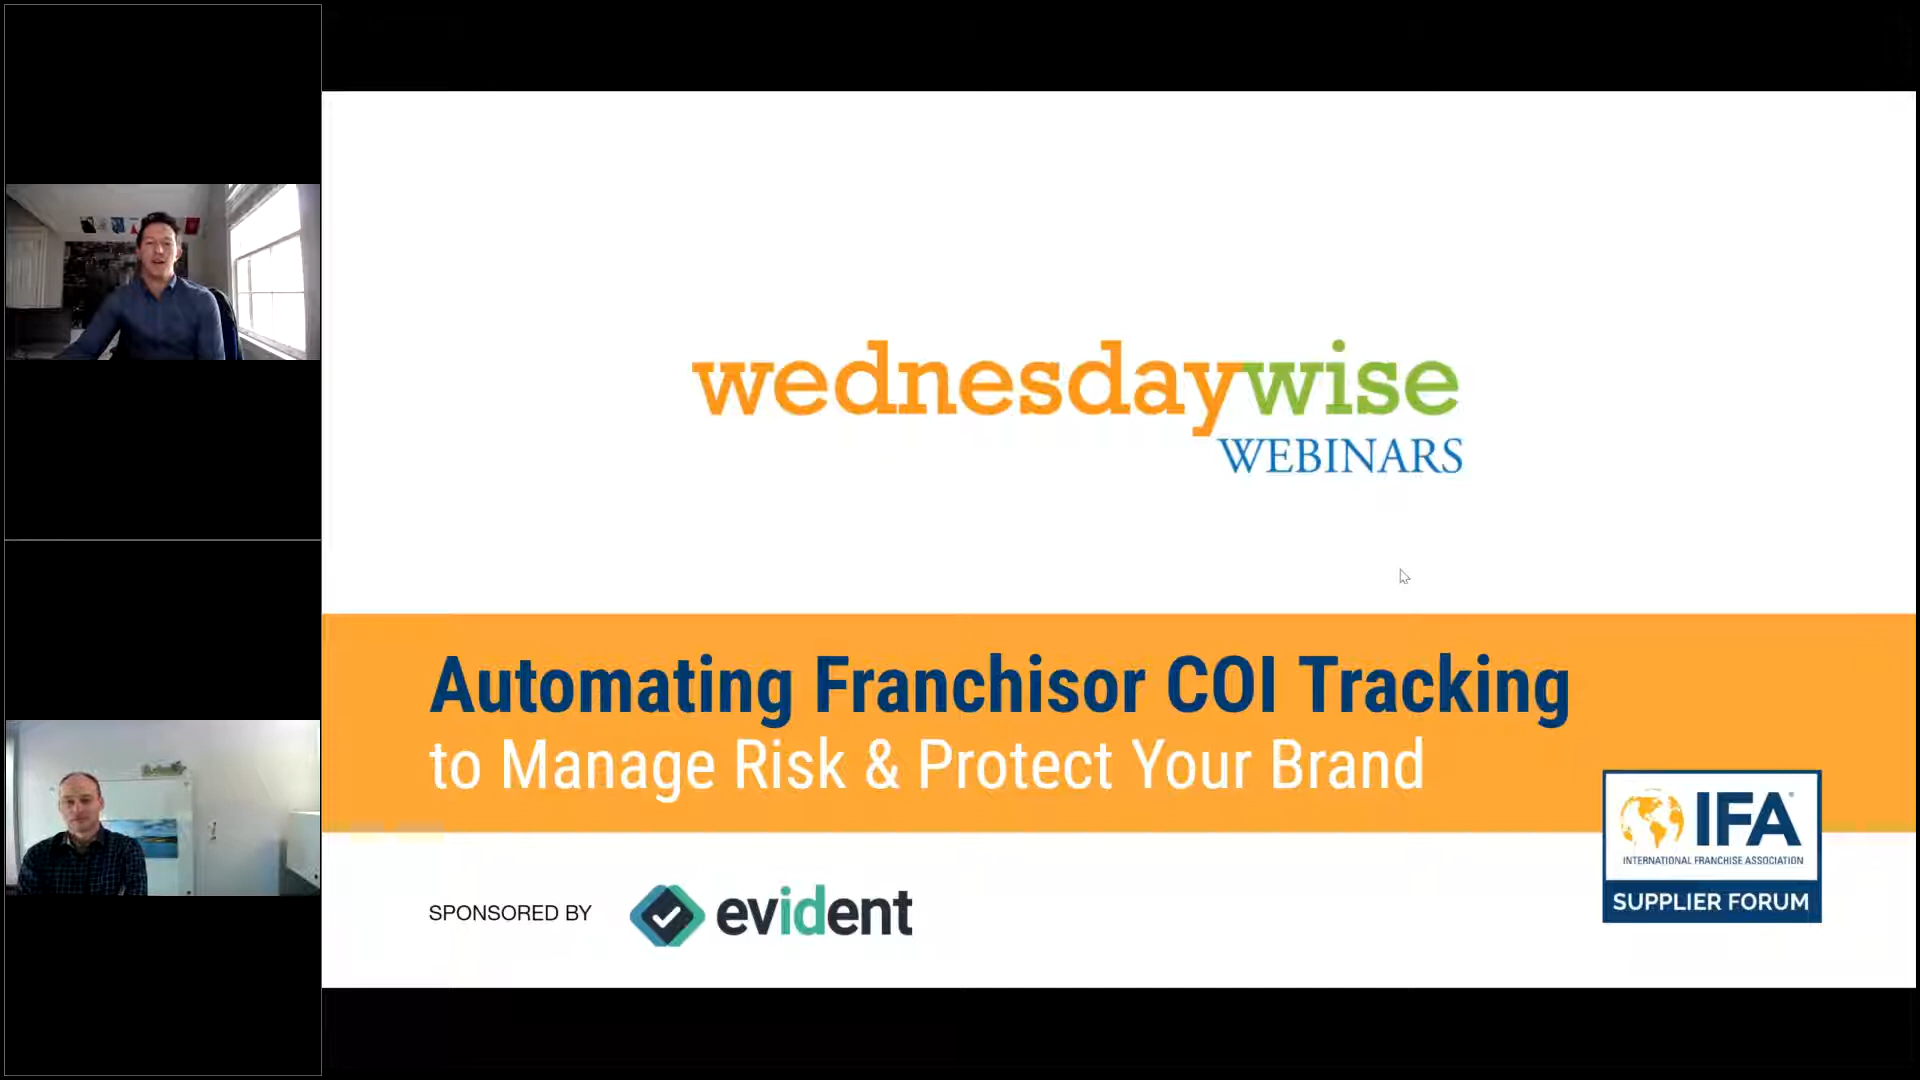 wednesdaywise
WEBINARS
Automating Franchisor COI Tracking
to Manage Risk & Protect Your Brand
SPONSORED BY evident
IFA®
INTERNATIONAL FRANCHISE ASSOCIATION
SUPPLIER FORUM